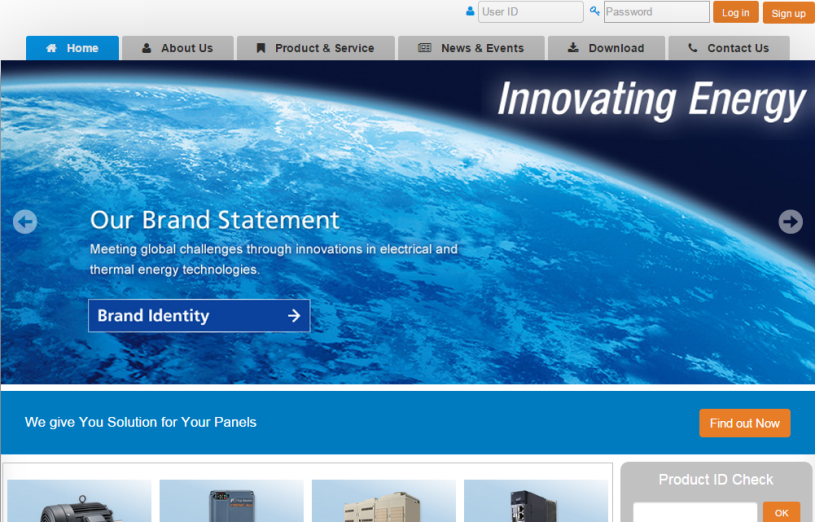 User ID
Password
Log in
Sign up
Home
About Us
Product & Service
News & Events
Download
Contact Us
Innovating Energy
Our Brand Statement
Meeting global challenges through innovations in electrical and
thermal energy technologies.
Brand Identity
We give You Solution for Your Panels
Find out Now
Product ID Check
OK